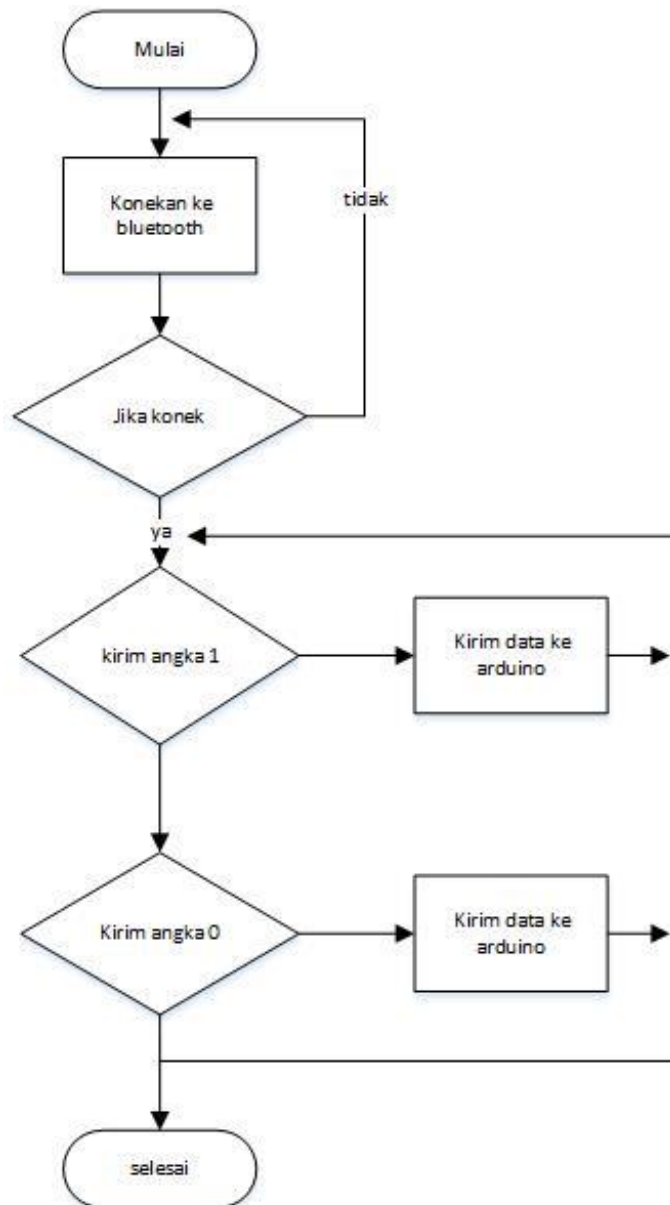 Mulai
Konekan ke
bluetooth
tidak
Jika konek
ya
kirim angka 1
Kirim data ke
arduino
Kirim angka 0
Kirim data ke
arduino
selesai